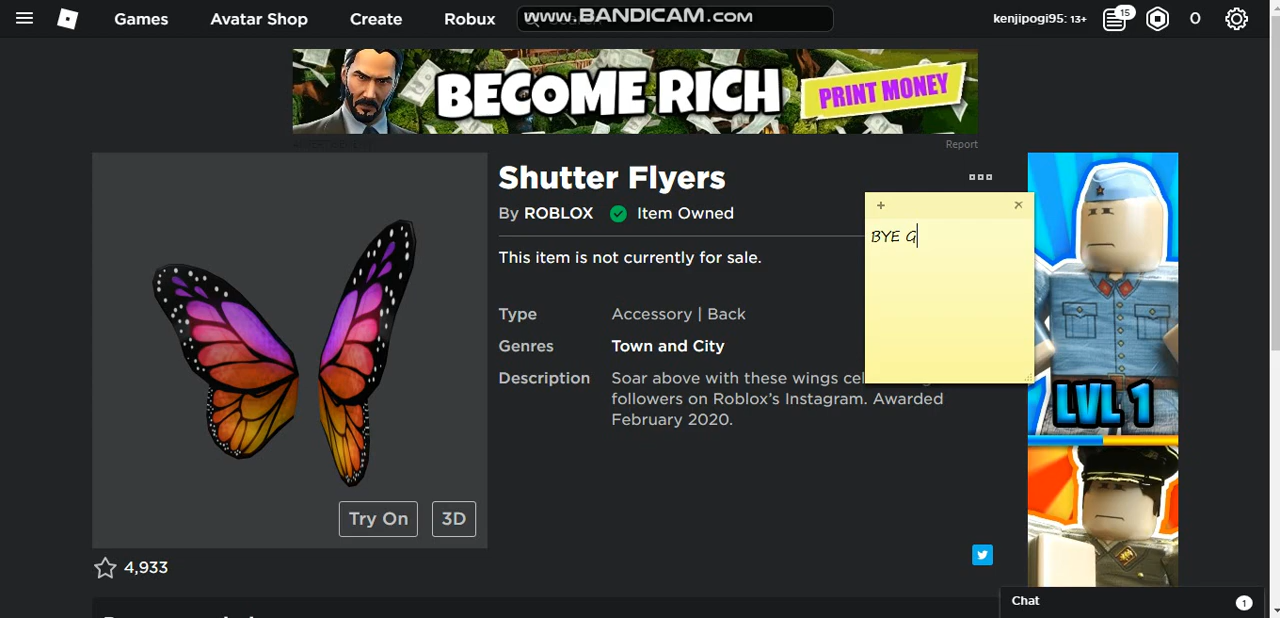 Games
Avatar Shop
Create
Robux
www.BANDICAM.com
kenjipogi95: 13+
15
0
BECOME RICH
PRINT MONEY
Report
Shutter Flyers
By ROBLOX
Item Owned
This item is not currently for sale.
BYE G
Type
Accessory | Back
Genres
Town and City
Description
Soar above with these wings cel
followers on Roblox's Instagram. Awarded
February 2020.
LVL 1
Try On
3D
4,933
Chat
1